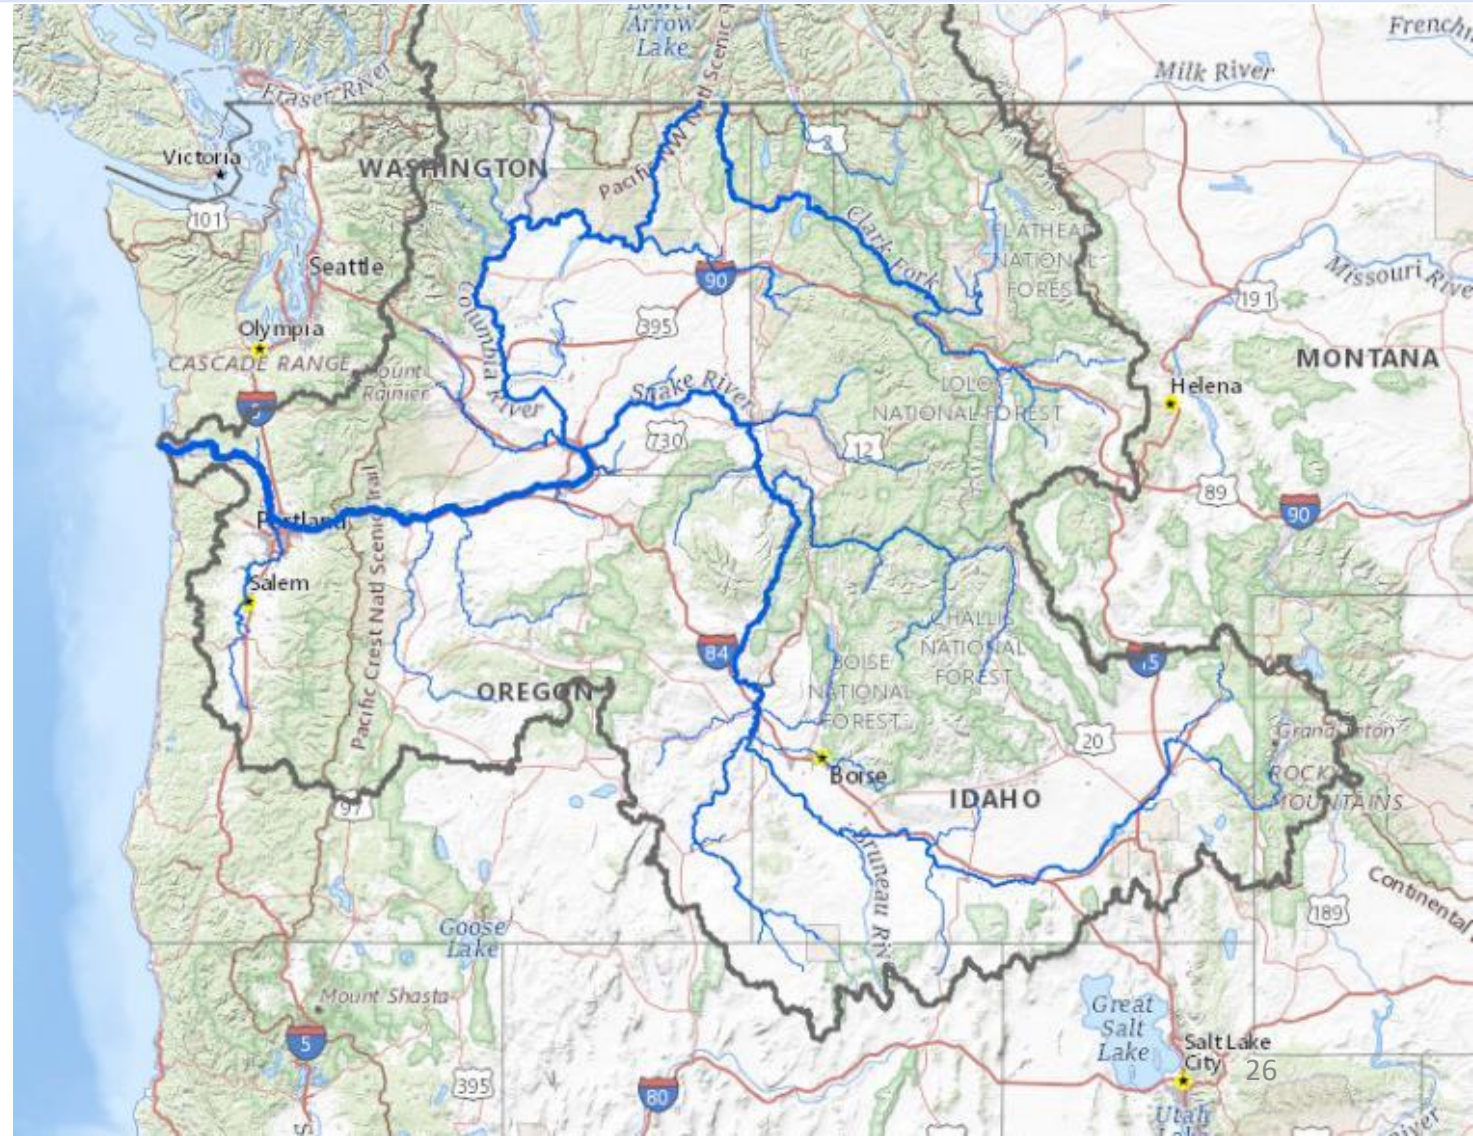 Lower
Arrow
Lake
Frenchm
Milk River
Fraser River
2
Victoria
WASHINGTON
101
Clark Fork
FLATHEAD
NATIONAL
FOREST
Seattle
90
Missouri Rive
191
Columbia River
395
Olympia
CASCADE RANGE
MONTANA
Rainier
Snake River
LOLO
NATIONAL FOREST
Helena
5
730
12
89
90
Portland
Pacific Crest Natl Scenic Trail
Salem
CHALLIS
NATIONAL
FOREST
84
BOISE
NATIONAL
FOREST
15
OREGON
20
Grand Teton
Boise
IDAHO
ROCKY
MOUNTAINS
97
Bruneau Riv
Continental
189
Goose
Lake
Mount Shasta
5
Great
Salt
Lake
Salt Lake
City
26
395
80
Utah